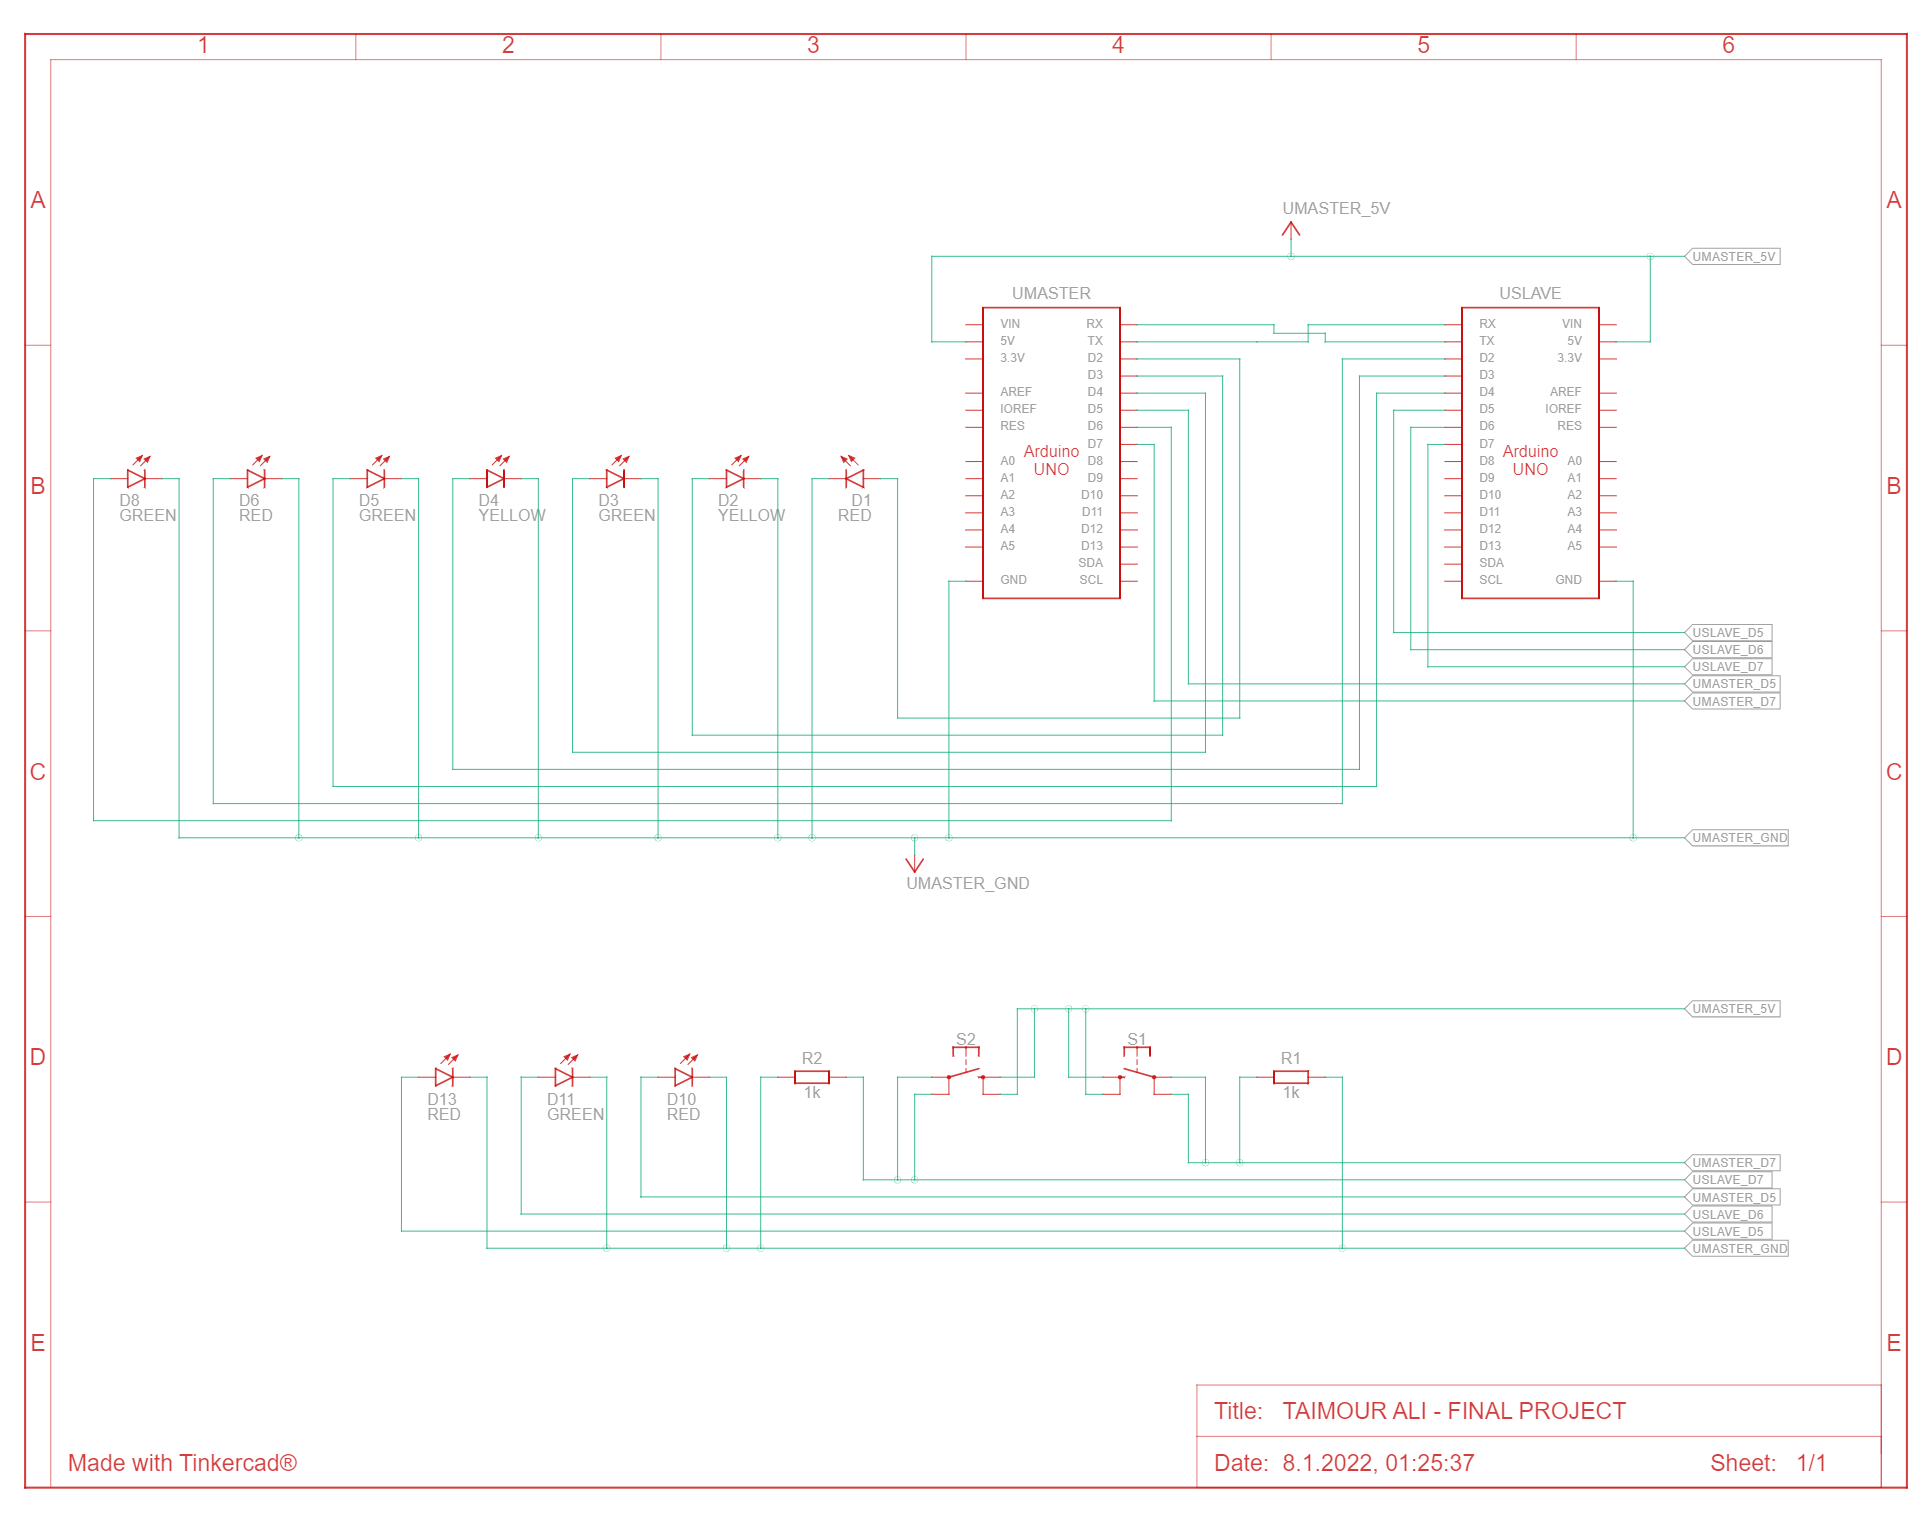 1 2 3 4 5 6
A A
UMASTER_5V
UMASTER_5V
UMASTER USLAVE
VIN RX RX VIN
5V TX TX 5V
3.3V D2 D2 3.3V
D3 D3
AREF D4 D4 AREF
IOREF D5 D5 IOREF
RES D6 D6 RES
D7 D7
Arduino Arduino
A0 D8 D8 A0
UNO UNO
A1 D9 D9 A1
A2 D10 D10 A2
A3 D11 D11 A3
A4 D12 D12 A4
A5 D13 D13 A5
SDA SDA
GND SCL SCL GND
B B
D8 D6 D5 D4 D3 D2 D1
GREEN RED GREEN YELLOW GREEN YELLOW RED
USLAVE_D5
USLAVE_D6
USLAVE_D7
UMASTER_D5
UMASTER_D7
C C
UMASTER_GND
UMASTER_GND
UMASTER_5V
S2 S1
D D
R2 R1
1k 1k
D13 D11 D10
RED GREEN RED
UMASTER_D7
USLAVE_D7
UMASTER_D5
USLAVE_D6
USLAVE_D5
UMASTER_GND
E E
Title: TAIMOUR ALI - FINAL PROJECT
Made with Tinkercad®
Date: 8.1.2022, 01:25:37 Sheet: 1/1